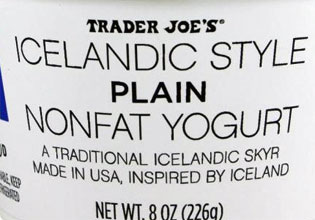 TRADER JOE'S®
ICELANDIC STYLE
PLAIN
NONFAT YOGURT
A TRADITIONAL ICELANDIC SKYR
MADE IN USA, INSPIRED BY ICELAND
NET WT. 8 OZ (226g)
KEEP